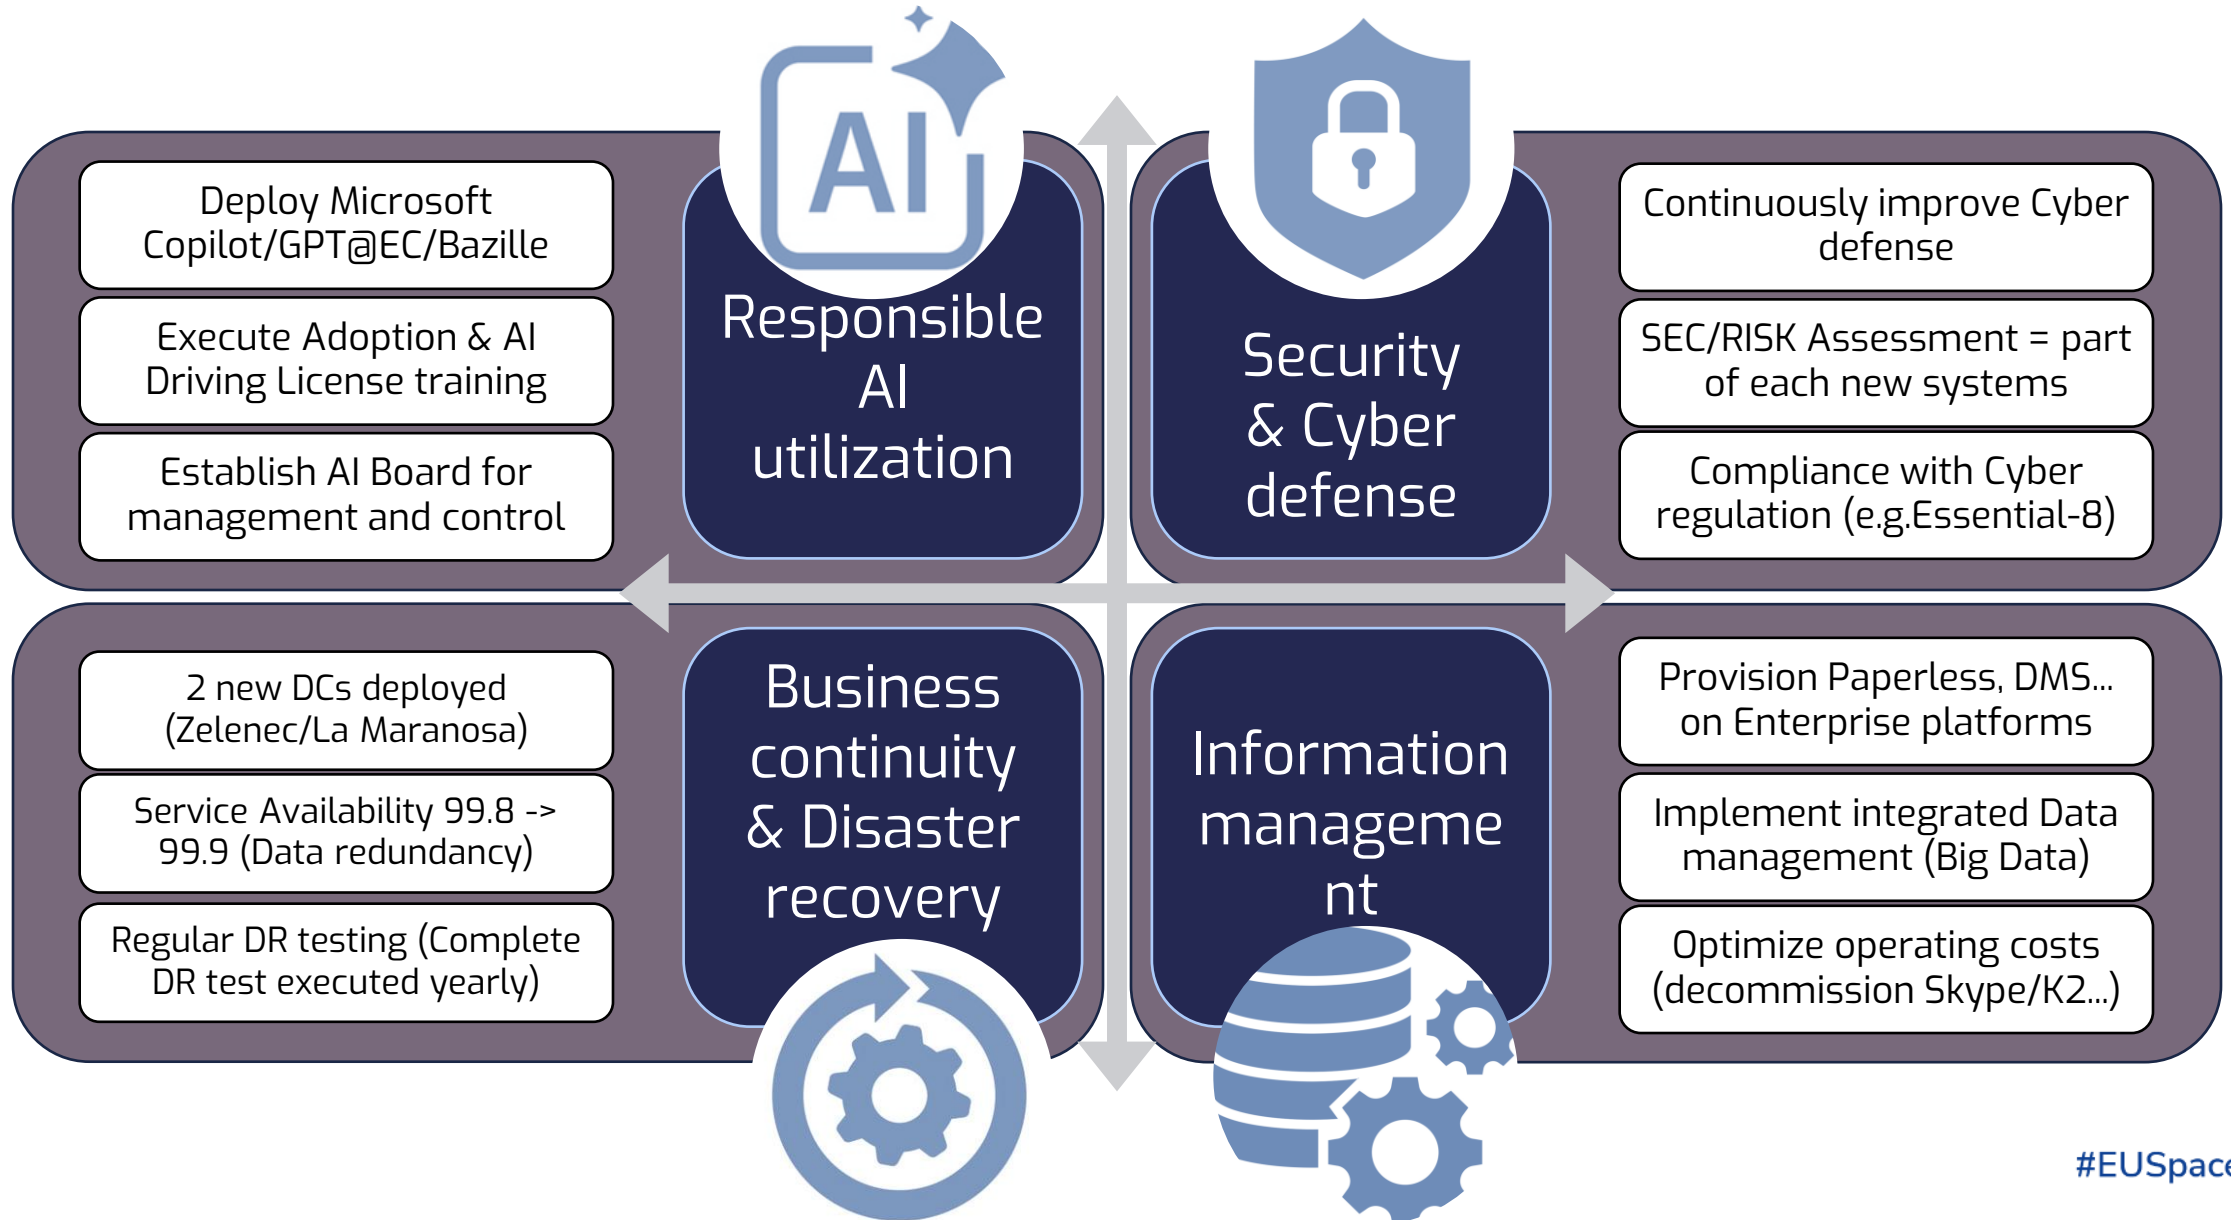 Deploy Microsoft
Copilot/GPT@EC/Bazille
Execute Adoption & AI
Driving License training
Establish AI Board for
management and control
AI
Responsible
AI
utilization
Security
& Cyber
defense
Continuously improve Cyber
defense
SEC/RISK Assessment = part
of each new systems
Compliance with Cyber
regulation (e.g.Essential-8)
2 new DCs deployed
(Zelenec/La Maranosa)
Service Availability 99.8 ->
99.9 (Data redundancy)
Regular DR testing (Complete
DR test executed yearly)
Business
continuity
& Disaster
recovery
Information
manageme
nt
Provision Paperless, DMS...
on Enterprise platforms
Implement integrated Data
management (Big Data)
Optimize operating costs
(decommission Skype/K2...)
#EUSpace